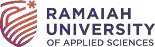 RAMAIAH
UNIVERSITY
OF APPLIED SCIENCES